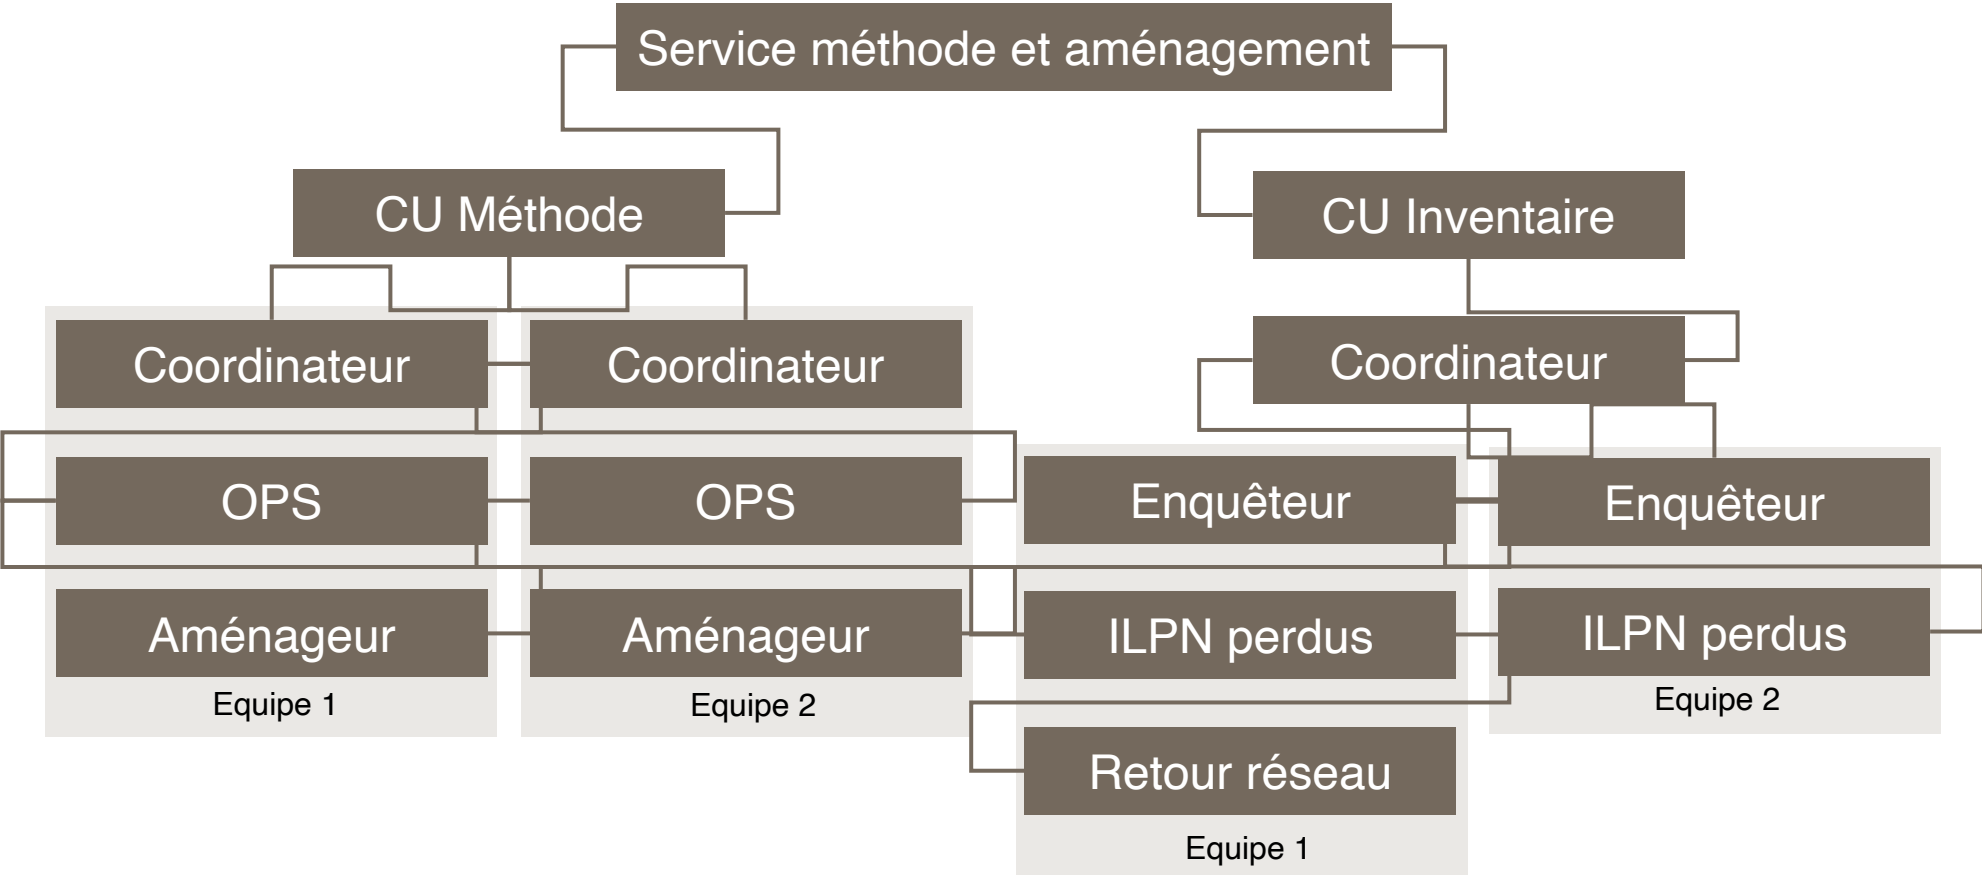 Service méthode et aménagement
CU Méthode
CU Inventaire
Coordinateur
Coordinateur
Coordinateur
OPS
OPS
Enquêteur
Enquêteur
Aménageur
Aménageur
ILPN perdus
ILPN perdus
Equipe 1
Equipe 2
Equipe 2
Retour réseau
Equipe 1